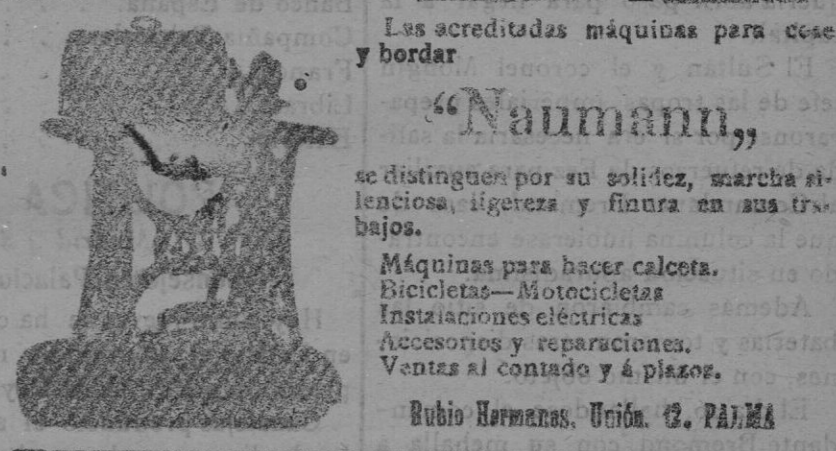 Las acreditadas máquinas para cose
y bordar
“Naumann„
se distinguen por su solidez, marcha si-
lenciosa, ligereza y finura en sus tra-
bajos.
Máquinas para hacer calceta.
Bicicletas—Motocicletas
Instalaciones eléctricas
Accesorios y reparaciones.
Ventas al contado y á plazos.
Rubio Hermanas, Unión, 12. PALMA